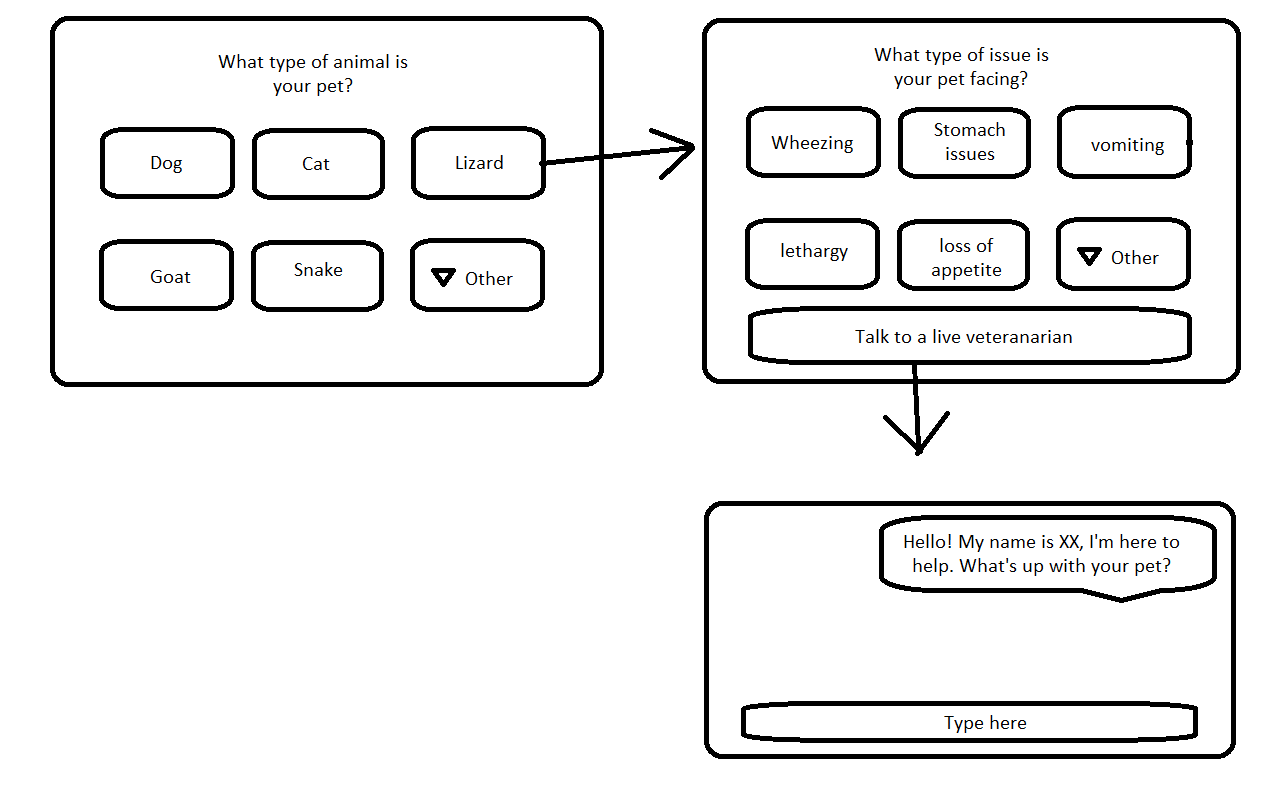 What type of animal is
your pet?
Dog
Cat
Lizard
Goat
Snake
Other
What type of issue is
your pet facing?
Wheezing
Stomach
issues
vomiting
lethargy
loss of
appetite
Other
Talk to a live veteranarian
Hello! My name is XX, I'm here to
help. What's up with your pet?
Type here